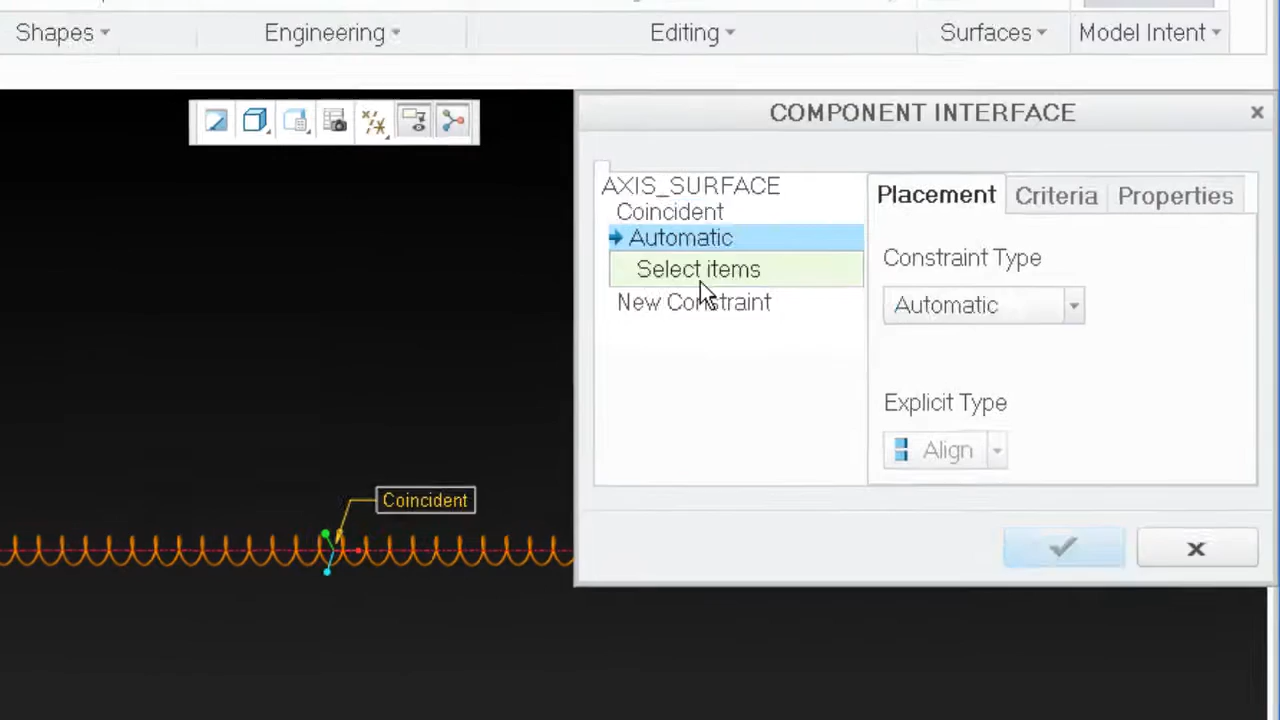 Shapes Engineering Editing Surfaces Model Intent
COMPONENT INTERFACE
AXIS_SURFACE
Coincident
Automatic
Select items
New Constraint
Placement Criteria Properties
Constraint Type
Automatic
Explicit Type
Align
Coincident